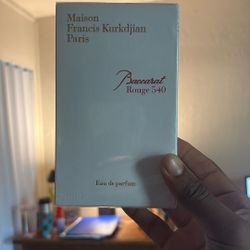 Maison
Francis Kurkdjian
Paris
Baccarat
Rouge 540
Eau de parfum